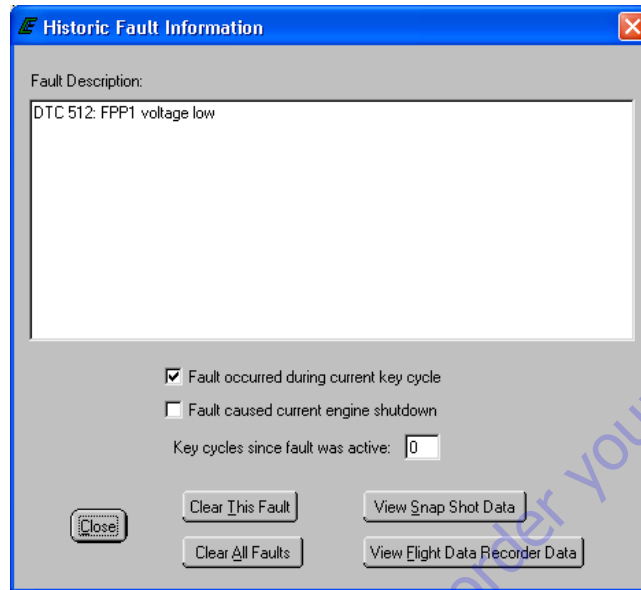 E Historic Fault Information
Fault Description:
DTC 512: FPP1 voltage low
Fault occurred during current key cycle
Fault caused current engine shutdown
Key cycles since fault was active: 0
Clear This Fault View Snap Shot Data
Close
Clear All Faults View Flight Data Recorder Data
order you